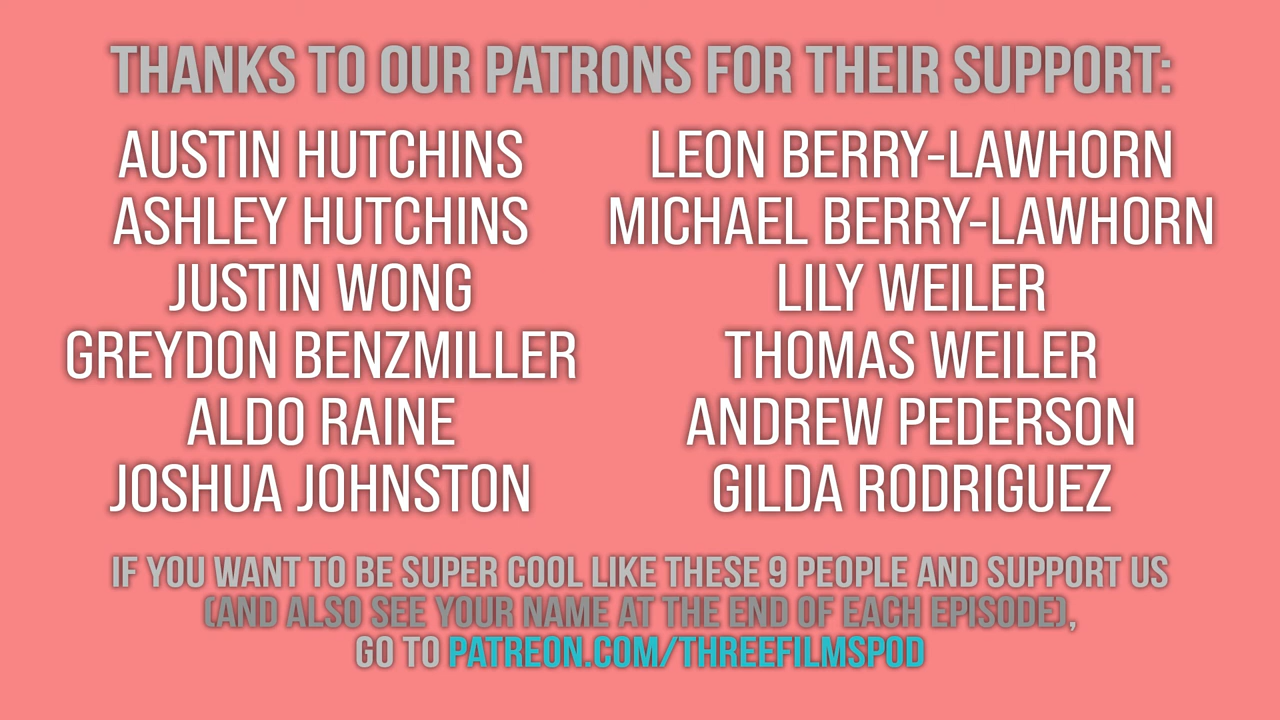 THANKS TO OUR PATRONS FOR THEIR SUPPORT:
AUSTIN HUTCHINS
ASHLEY HUTCHINS
JUSTIN WONG
GREYDON BENZMILLER
ALDO RAINE
JOSHUA JOHNSTON
LEON BERRY-LAWHORN
MICHAEL BERRY-LAWHORN
LILY WEILER
THOMAS WEILER
ANDREW PEDERSON
GILDA RODRIGUEZ
IF YOU WANT TO BE SUPER COOL LIKE THESE 9 PEOPLE AND SUPPORT US
(AND ALSO SEE YOUR NAME AT THE END OF EACH EPISODE),
GO TO PATREON.COM/THREEFILMSPOD